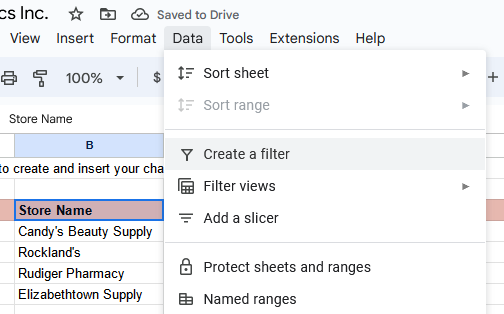 cs Inc. Saved to Drive
View Insert Format Data Tools Extensions Help
100% $
Store Name
B
to create and insert your cha
Store Name
Candy's Beauty Supply
Rockland's
Rudiger Pharmacy
Elizabethtown Supply
Sort sheet
Sort range
Create a filter
Filter views
Add a slicer
Protect sheets and ranges
Named ranges